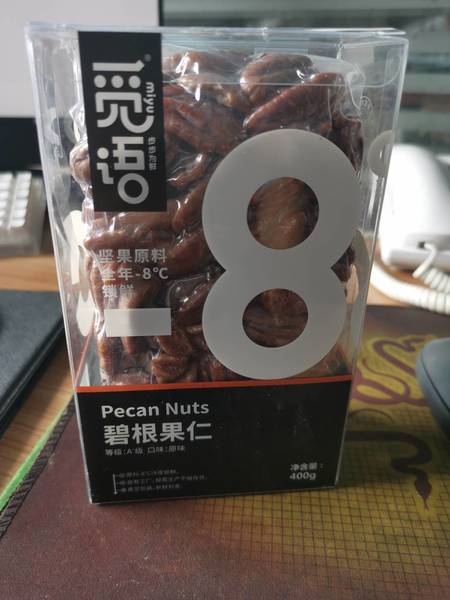 觅语®
miyu
坚果原料
全年-8℃
锁鲜
-8
Pecan Nuts
碧根果仁
等级:A⁺级 口味:原味
净含量:
400g